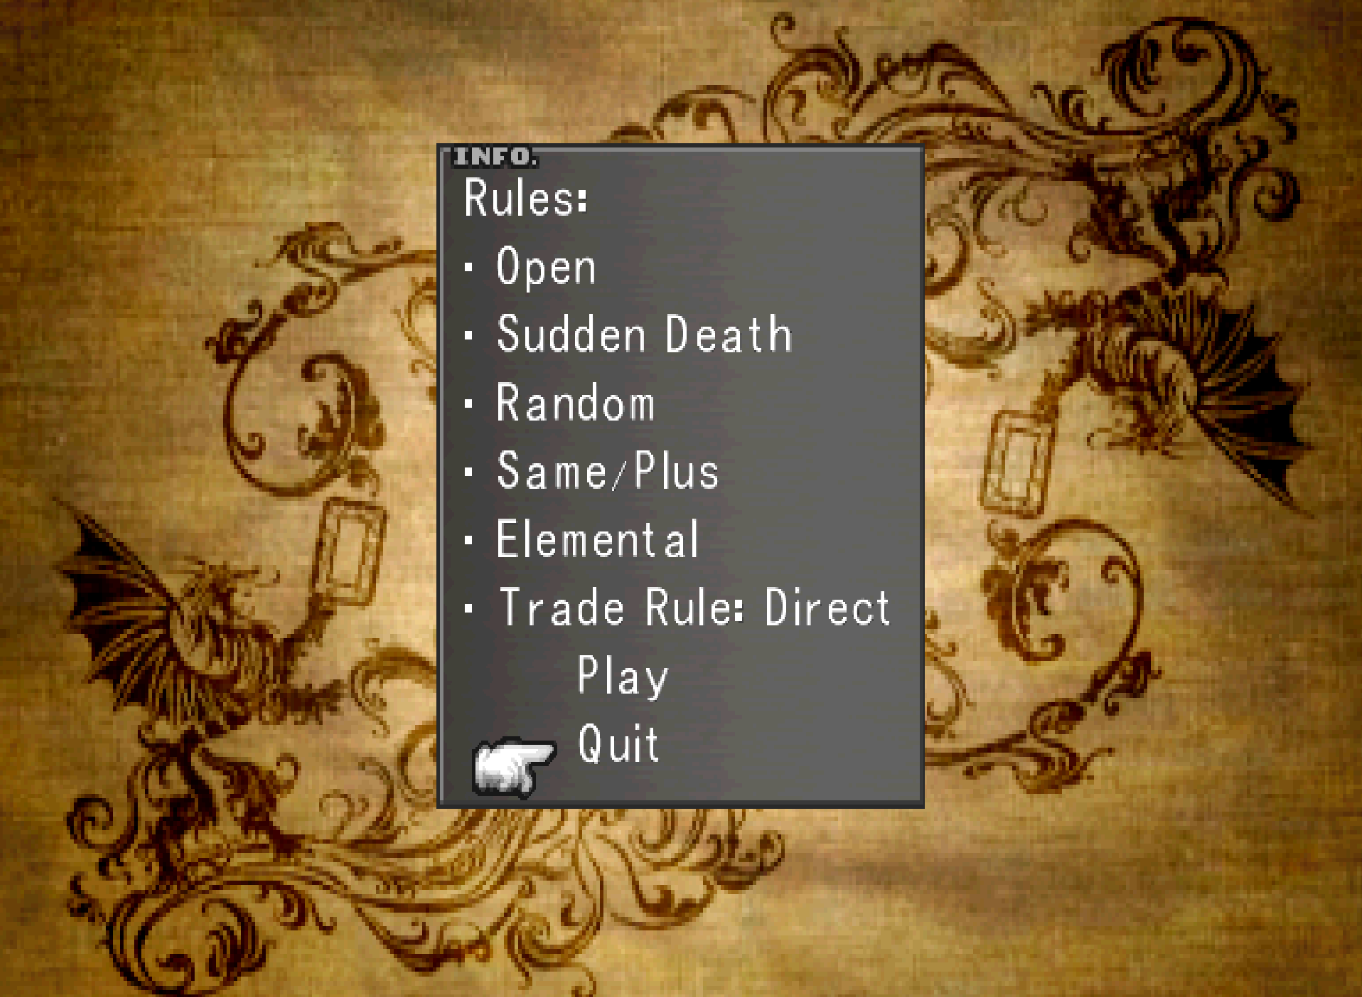 INFO.
Rules:
· Open
· Sudden Death
· Random
· Same/Plus
· Elemental
· Trade Rule: Direct
Play
Quit